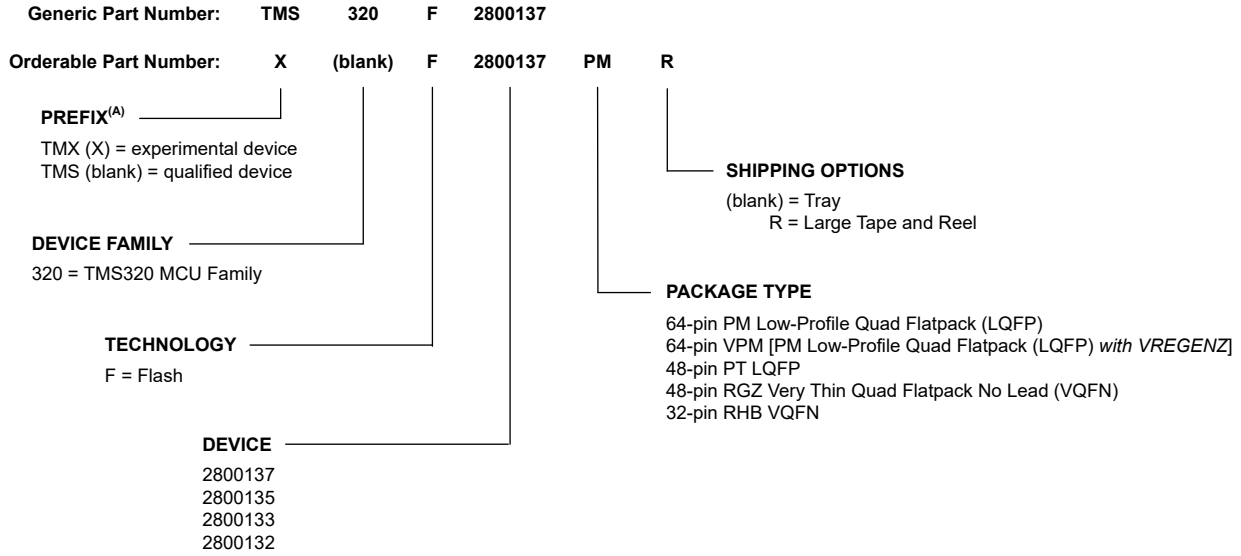 Generic Part Number: TMS 320 F 2800137
Orderable Part Number: X (blank) F 2800137 PM R
PREFIX(A)
TMX (X) = experimental device
TMS (blank) = qualified device
SHIPPING OPTIONS
(blank) = Tray
R = Large Tape and Reel
DEVICE FAMILY
320 = TMS320 MCU Family
PACKAGE TYPE
64-pin PM Low-Profile Quad Flatpack (LQFP)
64-pin VPM [PM Low-Profile Quad Flatpack (LQFP) with VREGENZ]
48-pin PT LQFP
48-pin RGZ Very Thin Quad Flatpack No Lead (VQFN)
32-pin RHB VQFN
TECHNOLOGY
F = Flash
DEVICE
2800137
2800135
2800133
2800132